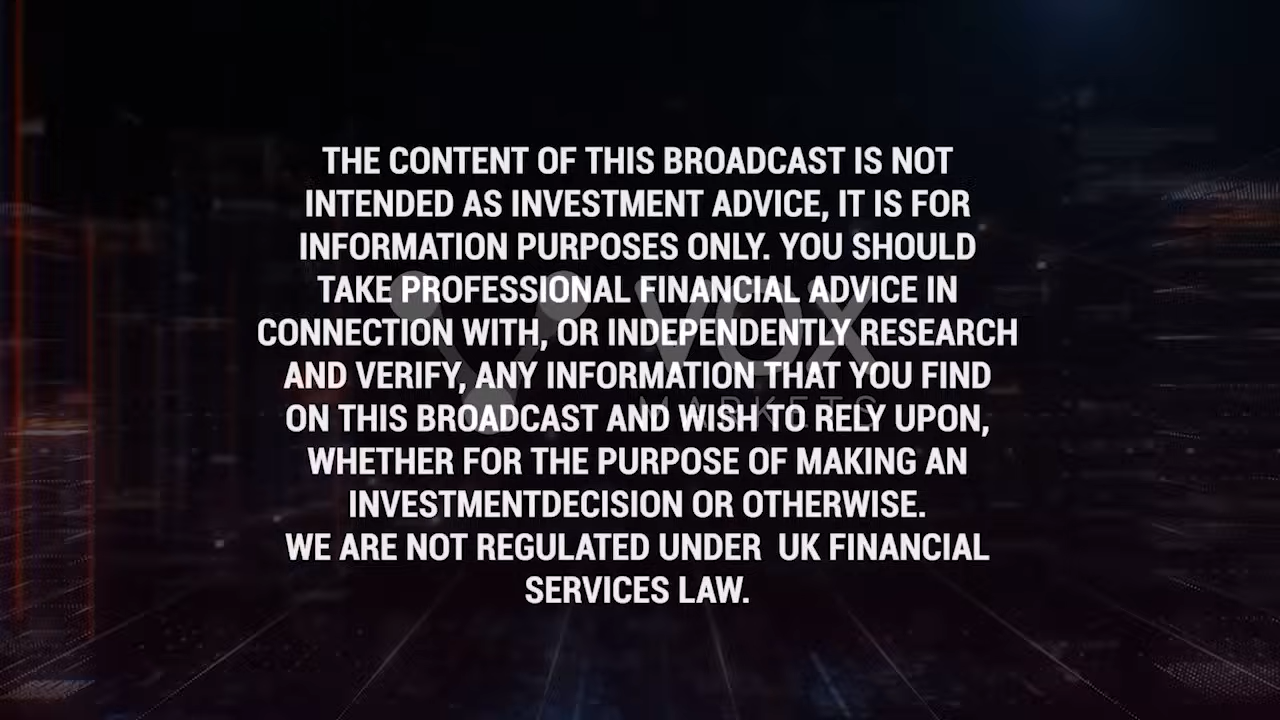 THE CONTENT OF THIS BROADCAST IS NOT
INTENDED AS INVESTMENT ADVICE, IT IS FOR
INFORMATION PURPOSES ONLY. YOU SHOULD
TAKE PROFESSIONAL FINANCIAL ADVICE IN
CONNECTION WITH, OR INDEPENDENTLY RESEARCH
AND VERIFY, ANY INFORMATION THAT YOU FIND
ON THIS BROADCAST AND WISH TO RELY UPON,
WHETHER FOR THE PURPOSE OF MAKING AN
INVESTMENTDECISION OR OTHERWISE.
WE ARE NOT REGULATED UNDER  UK FINANCIAL
SERVICES LAW.
VOX
MARKETS